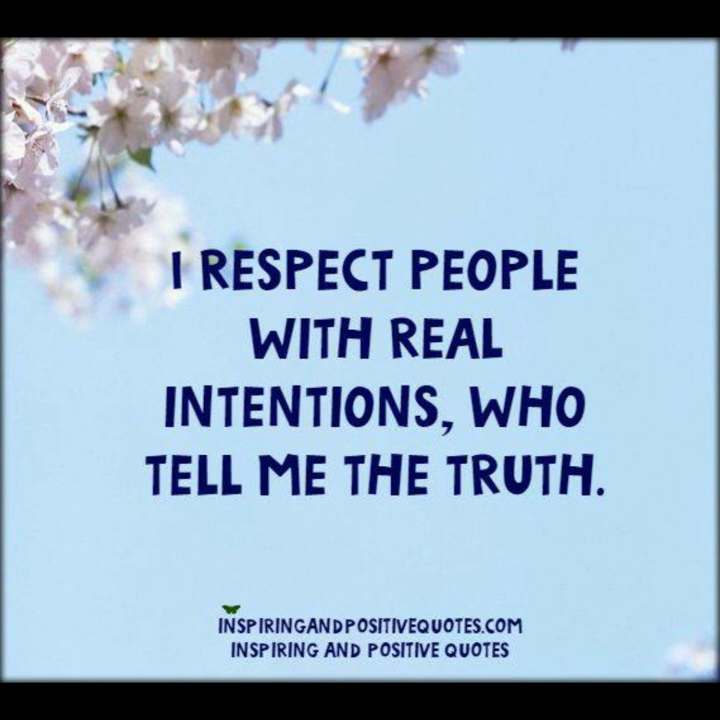 I RESPECT PEOPLE
WITH REAL
INTENTIONS, WHO
TELL ME THE TRUTH.
INSPIRINGANDPOSITIVEQUOTES.COM
INSPIRING AND POSITIVE QUOTES